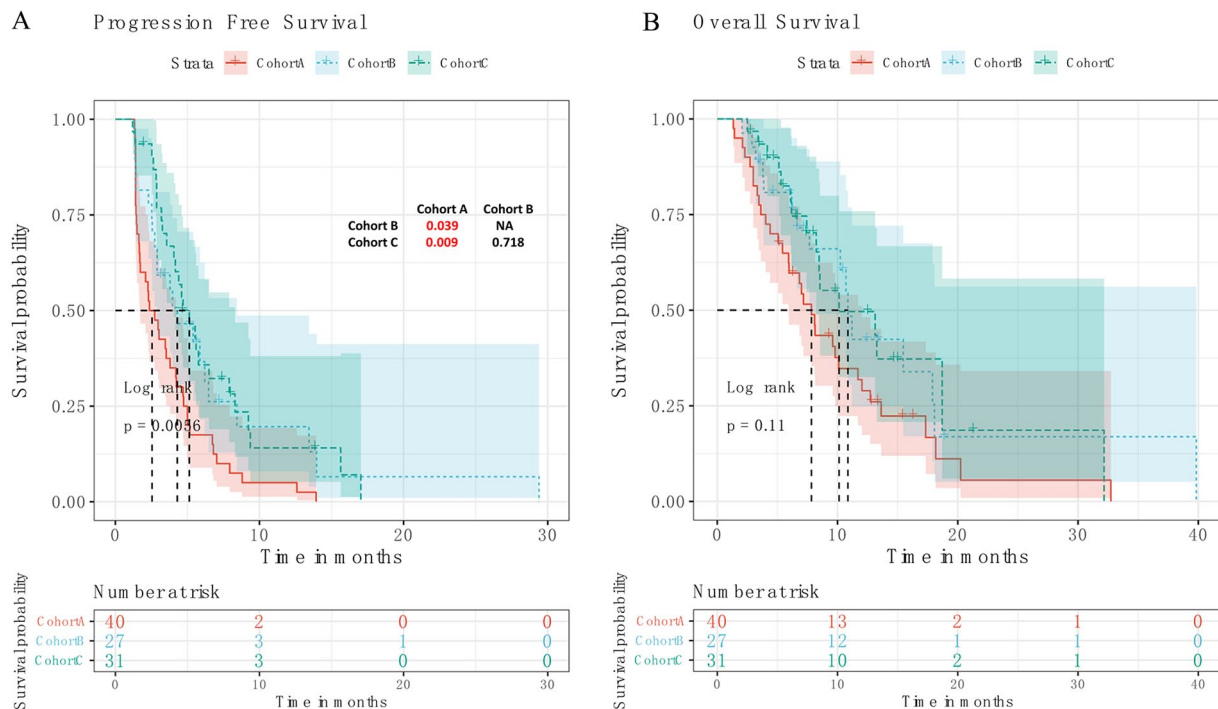 A Progression Free Survival
Strata CohortA CohortB CohortC
Survival probability
1.00
0.75
0.50
0.25
0.00
Cohort A Cohort B
Cohort B 0.039 NA
Cohort C 0.009 0.718
Log rank
p = 0.0056
0 10 20 30
Time in months
Number at risk
Survival probability
CohortA 40 2 0 0
CohortB 27 3 1 0
CohortC 31 3 0 0
0 10 20 30
Time in months
B Overall Survival
Strata CohortA CohortB CohortC
Survival probability
1.00
0.75
0.50
0.25
0.00
Log rank
p = 0.11
0 10 20 30 40
Time in months
Number at risk
Survival probability
CohortA 40 13 2 1 0
CohortB 27 12 1 1 0
CohortC 31 10 2 1 0
0 10 20 30 40
Time in months